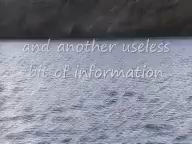 and another useless
bit of information